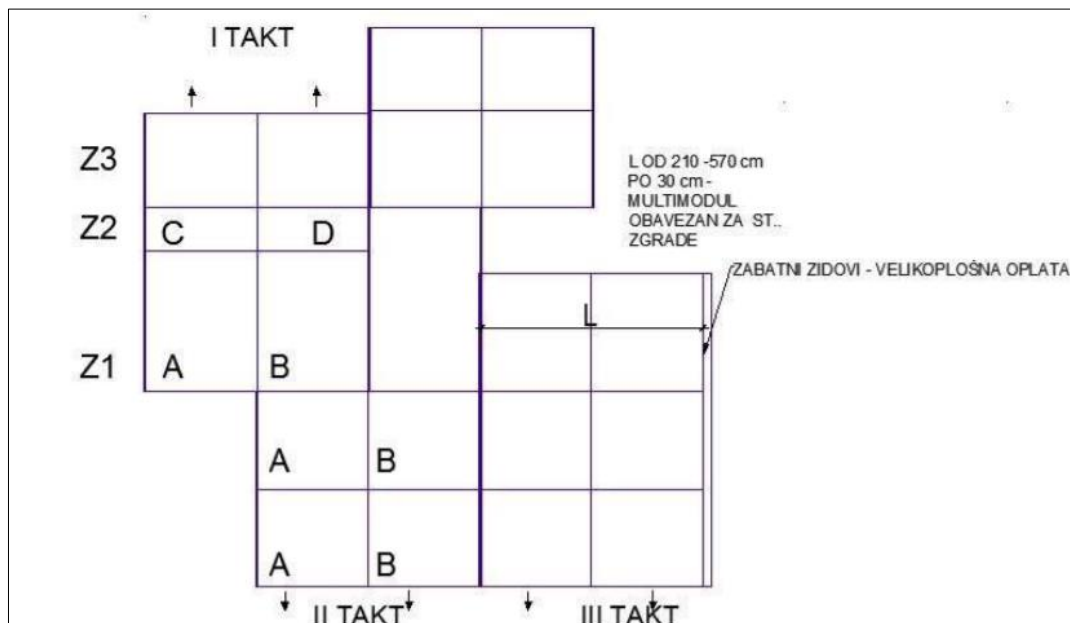 I TAKT
Z3
L OD 210 -570 cm
PO 30 cm -
MULTIMODUL
OBAVEZAN ZA ST..
ZGRADE
Z2
C D
ZABATNI ZIDOVI - VELIKOPLOŠNA OPLATA
L
Z1
A B
A B
A B
II TAKT III TAKT